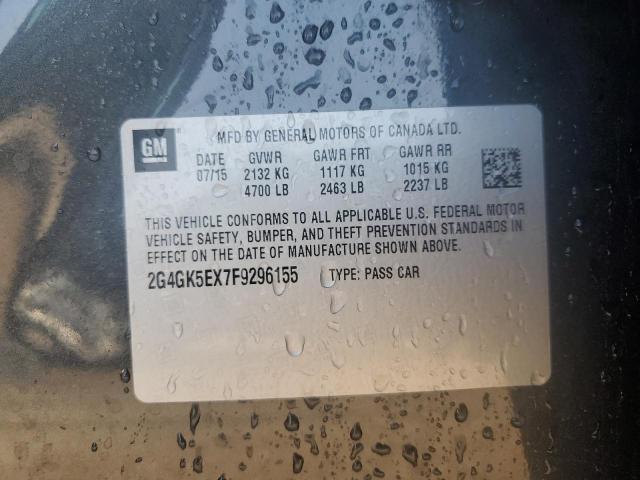 GM
MFD BY GENERAL MOTORS OF CANADA LTD.
DATE GVWR GAWR FRT GAWR RR
07/15 2132 KG 1117 KG 1015 KG
4700 LB 2463 LB 2237 LB
THIS VEHICLE CONFORMS TO ALL APPLICABLE U.S. FEDERAL MOTOR
VEHICLE SAFETY, BUMPER, AND THEFT PREVENTION STANDARDS IN
EFFECT ON THE DATE OF MANUFACTURE SHOWN ABOVE.
2G4GK5EX7F9296155 TYPE: PASS CAR